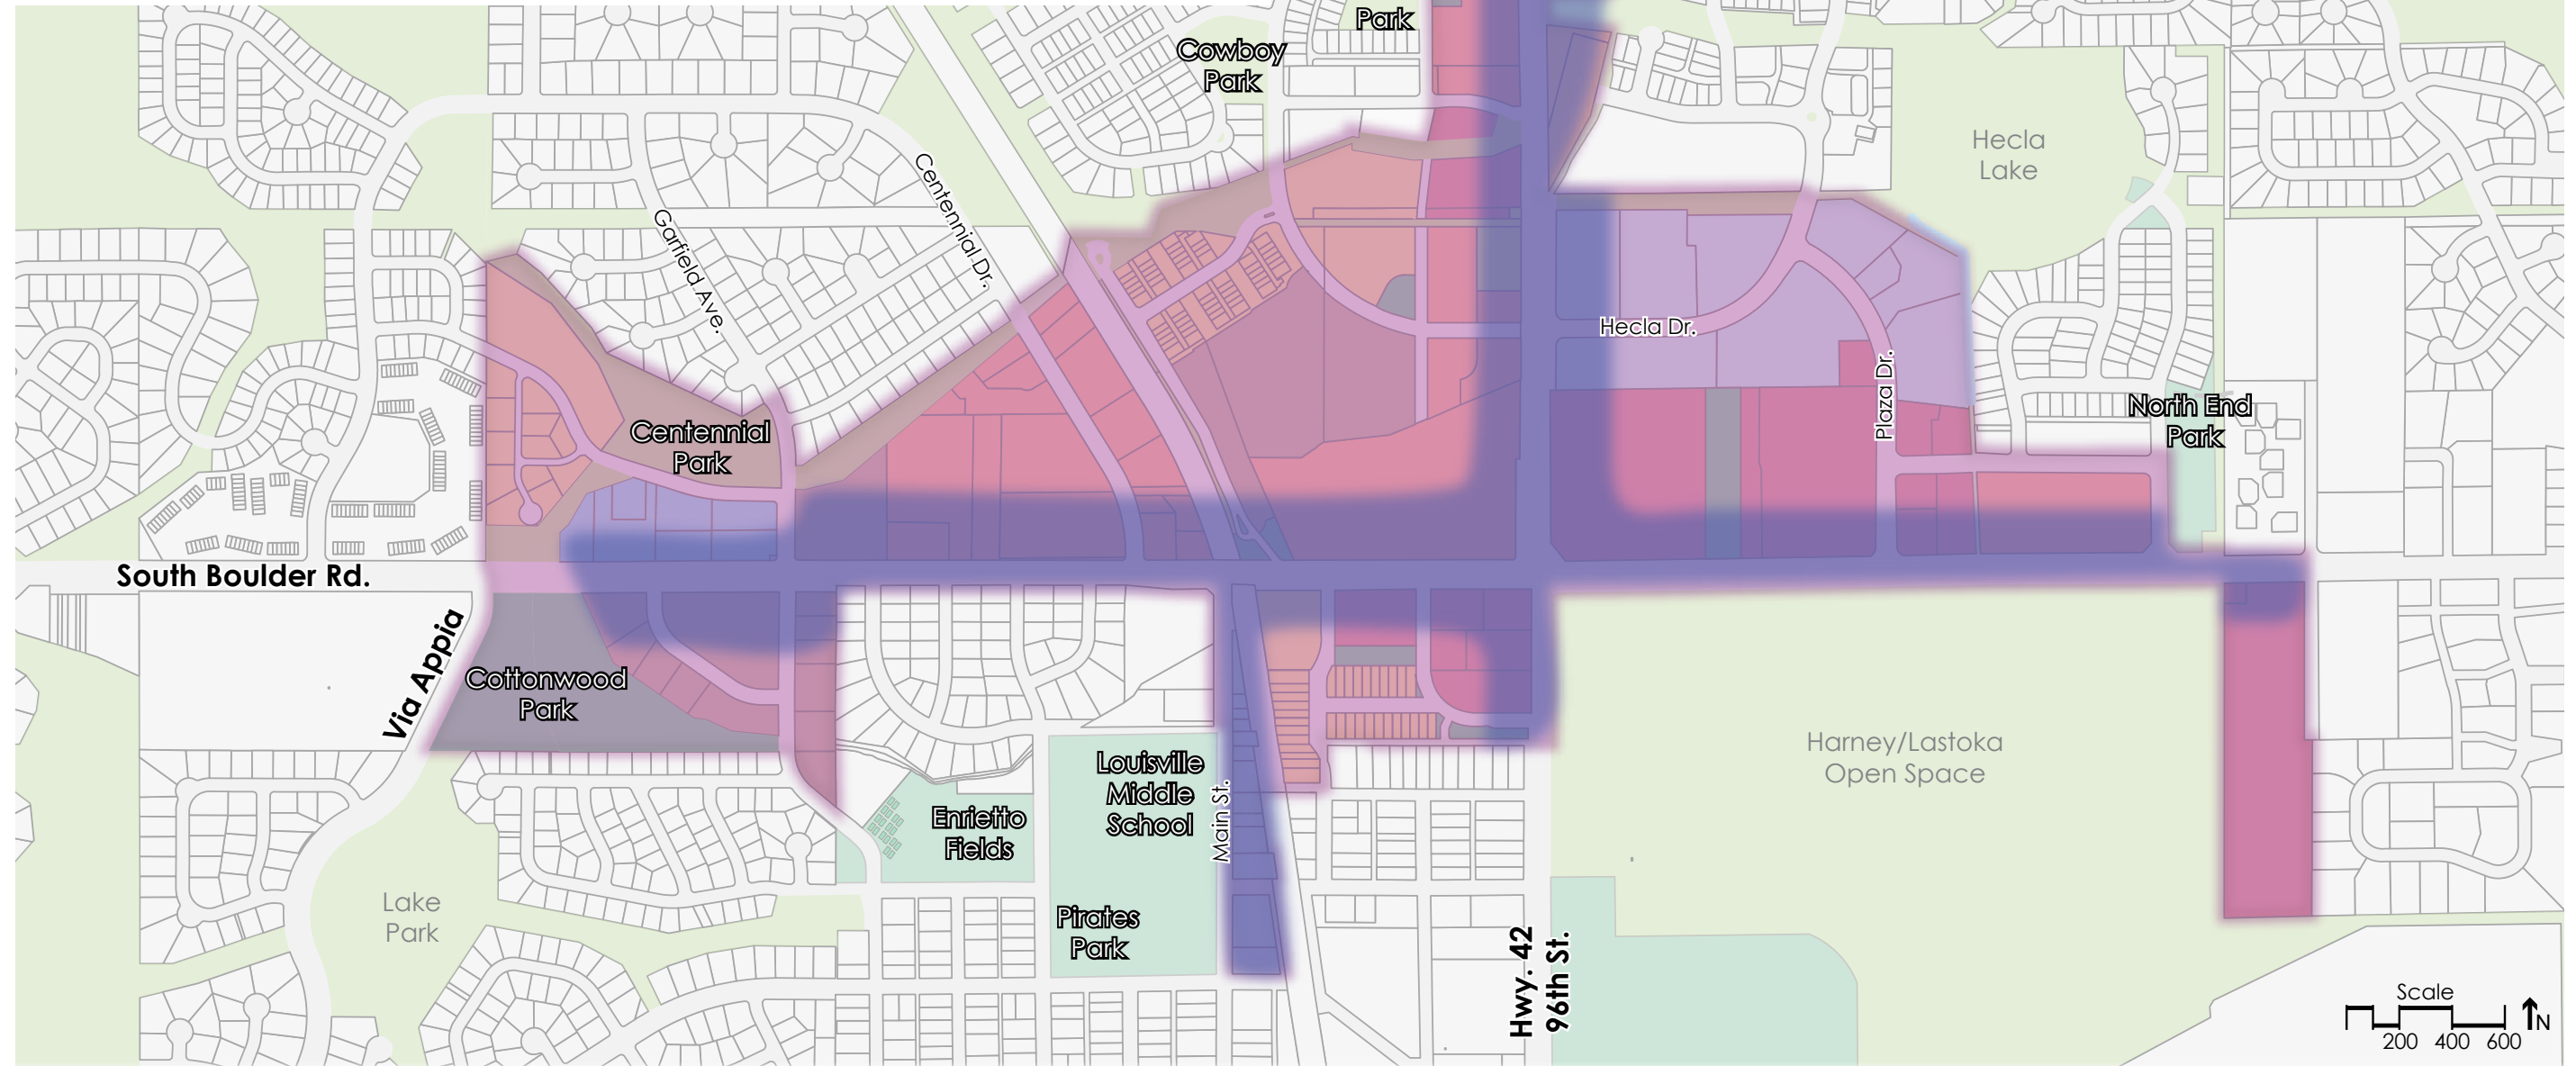 Park
Cowboy
Park
Hecla
Lake
Centennial Dr.
Garfield Ave.
Hecla Dr.
Plaza Dr.
North End
Park
Centennial
Park
South Boulder Rd.
Via Appia
Cottonwood
Park
Louisville
Middle
School
Main St.
Enrietto
Fields
Harney/Lastoka
Open Space
Lake
Park
Pirates
Park
Hwy. 42
96th St.
Scale
N
200 400 600